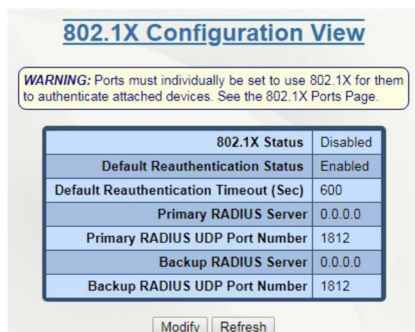 802.1X Configuration View
WARNING: Ports must individually be set to use 802.1X for them
to authenticate attached devices. See the 802.1X Ports Page.
802.1X Status Disabled
Default Reauthentication Status Enabled
Default Reauthentication Timeout (Sec) 600
Primary RADIUS Server 0.0.0.0
Primary RADIUS UDP Port Number 1812
Backup RADIUS Server 0.0.0.0
Backup RADIUS UDP Port Number 1812
Modify Refresh